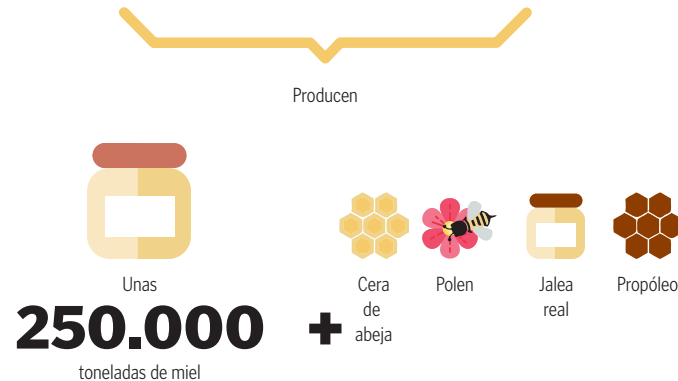 Producen
Unas
250.000
toneladas de miel
+
Cera
de
abeja
Polen
Jalea
real
Propóleo